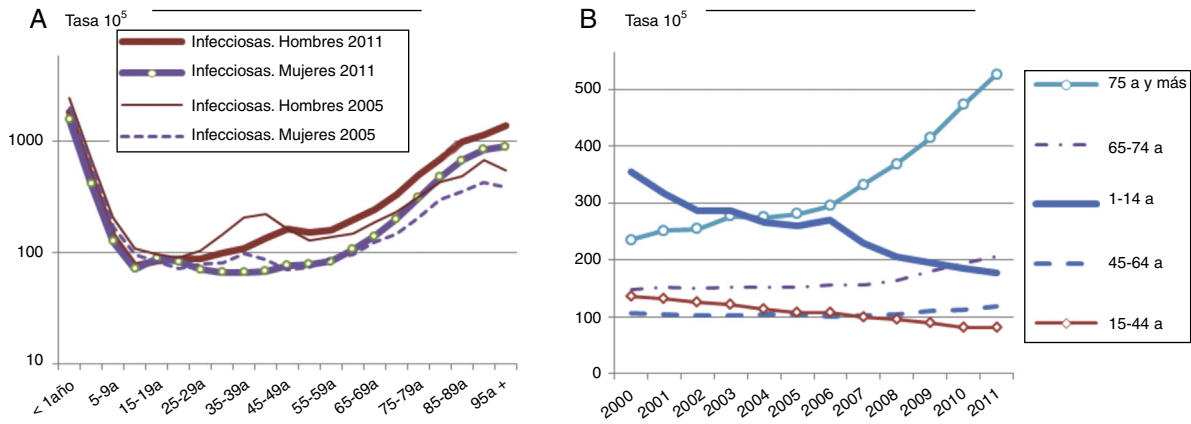 A
Tasa 10⁵
Infecciosas. Hombres 2011
Infecciosas. Mujeres 2011
Infecciosas. Hombres 2005
Infecciosas. Mujeres 2005
1000
100
10
< 1año
5-9a
15-19a
25-29a
35-39a
45-49a
55-59a
65-69a
75-79a
85-89a
95a +
B
Tasa 10⁵
500
400
300
200
100
0
2000
2001
2002
2003
2004
2005
2006
2007
2008
2009
2010
2011
75 a y más
65-74 a
1-14 a
45-64 a
15-44 a